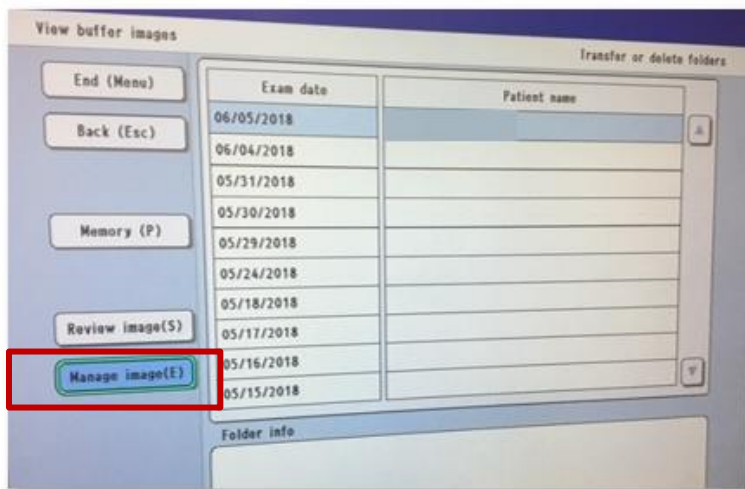 View buffer images
Transfer or delete folders
End (Menu)
Back (Esc)
Memory (P)
Review image(S)
Manage image(E)
Exam date
Patient name
06/05/2018
06/04/2018
05/31/2018
05/30/2018
05/29/2018
05/24/2018
05/18/2018
05/17/2018
05/16/2018
05/15/2018
Folder info